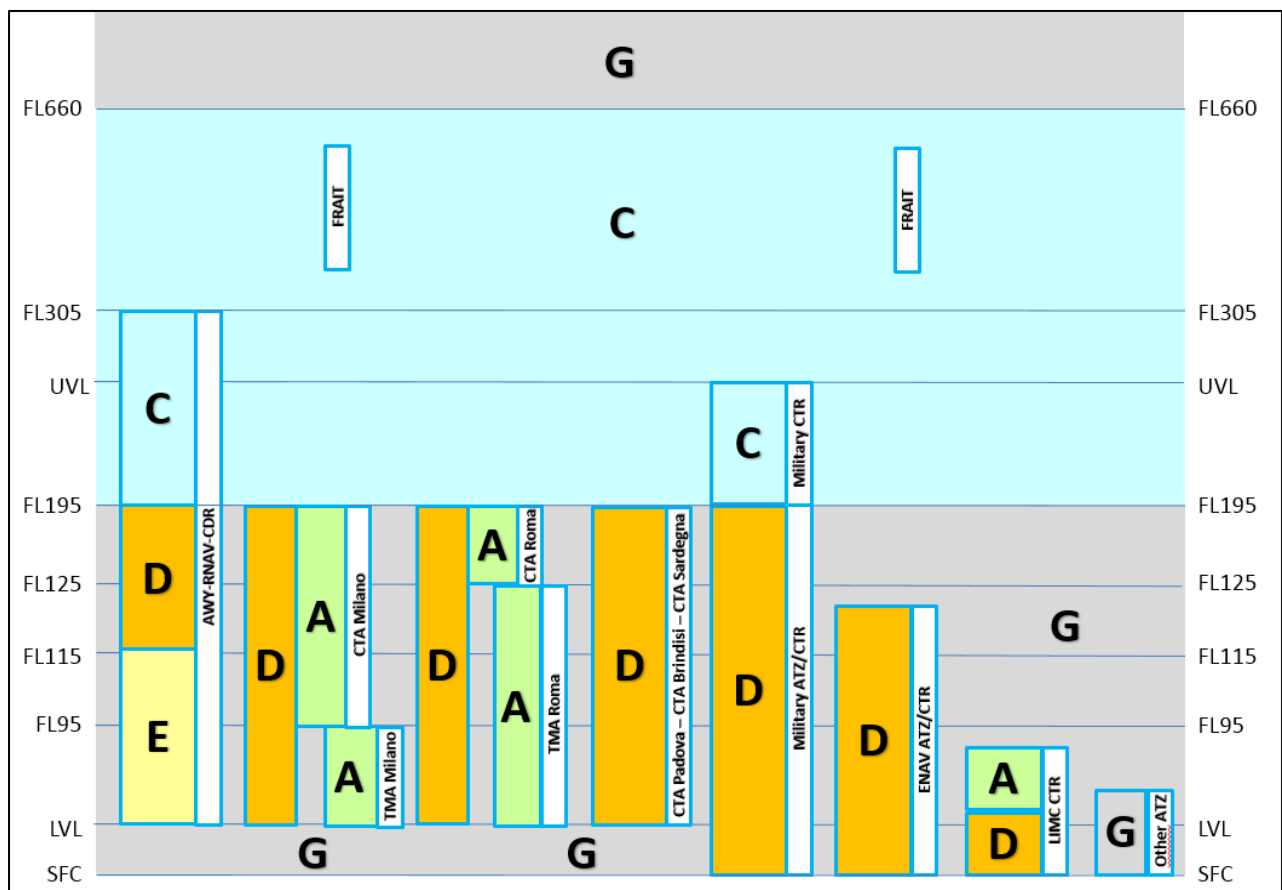 G
FL660
FL660
FRAIT
FRAIT
C
FL305
FL305
UVL
UVL
C
C
Military CTR
FL195
FL195
AWY-RNAV-CDR
D
A
CTA Milano
A
CTA Roma
FL125
FL125
D
D
A
TMA Roma
D
CTA Padova – CTA Brindisi – CTA Sardegna
D
Military ATZ/CTR
G
FL115
FL115
FL95
FL95
E
A
TMA Milano
D
ENAV ATZ/CTR
A
D
LIMC CTR
G
Other ATZ
LVL
LVL
G
G
SFC
SFC